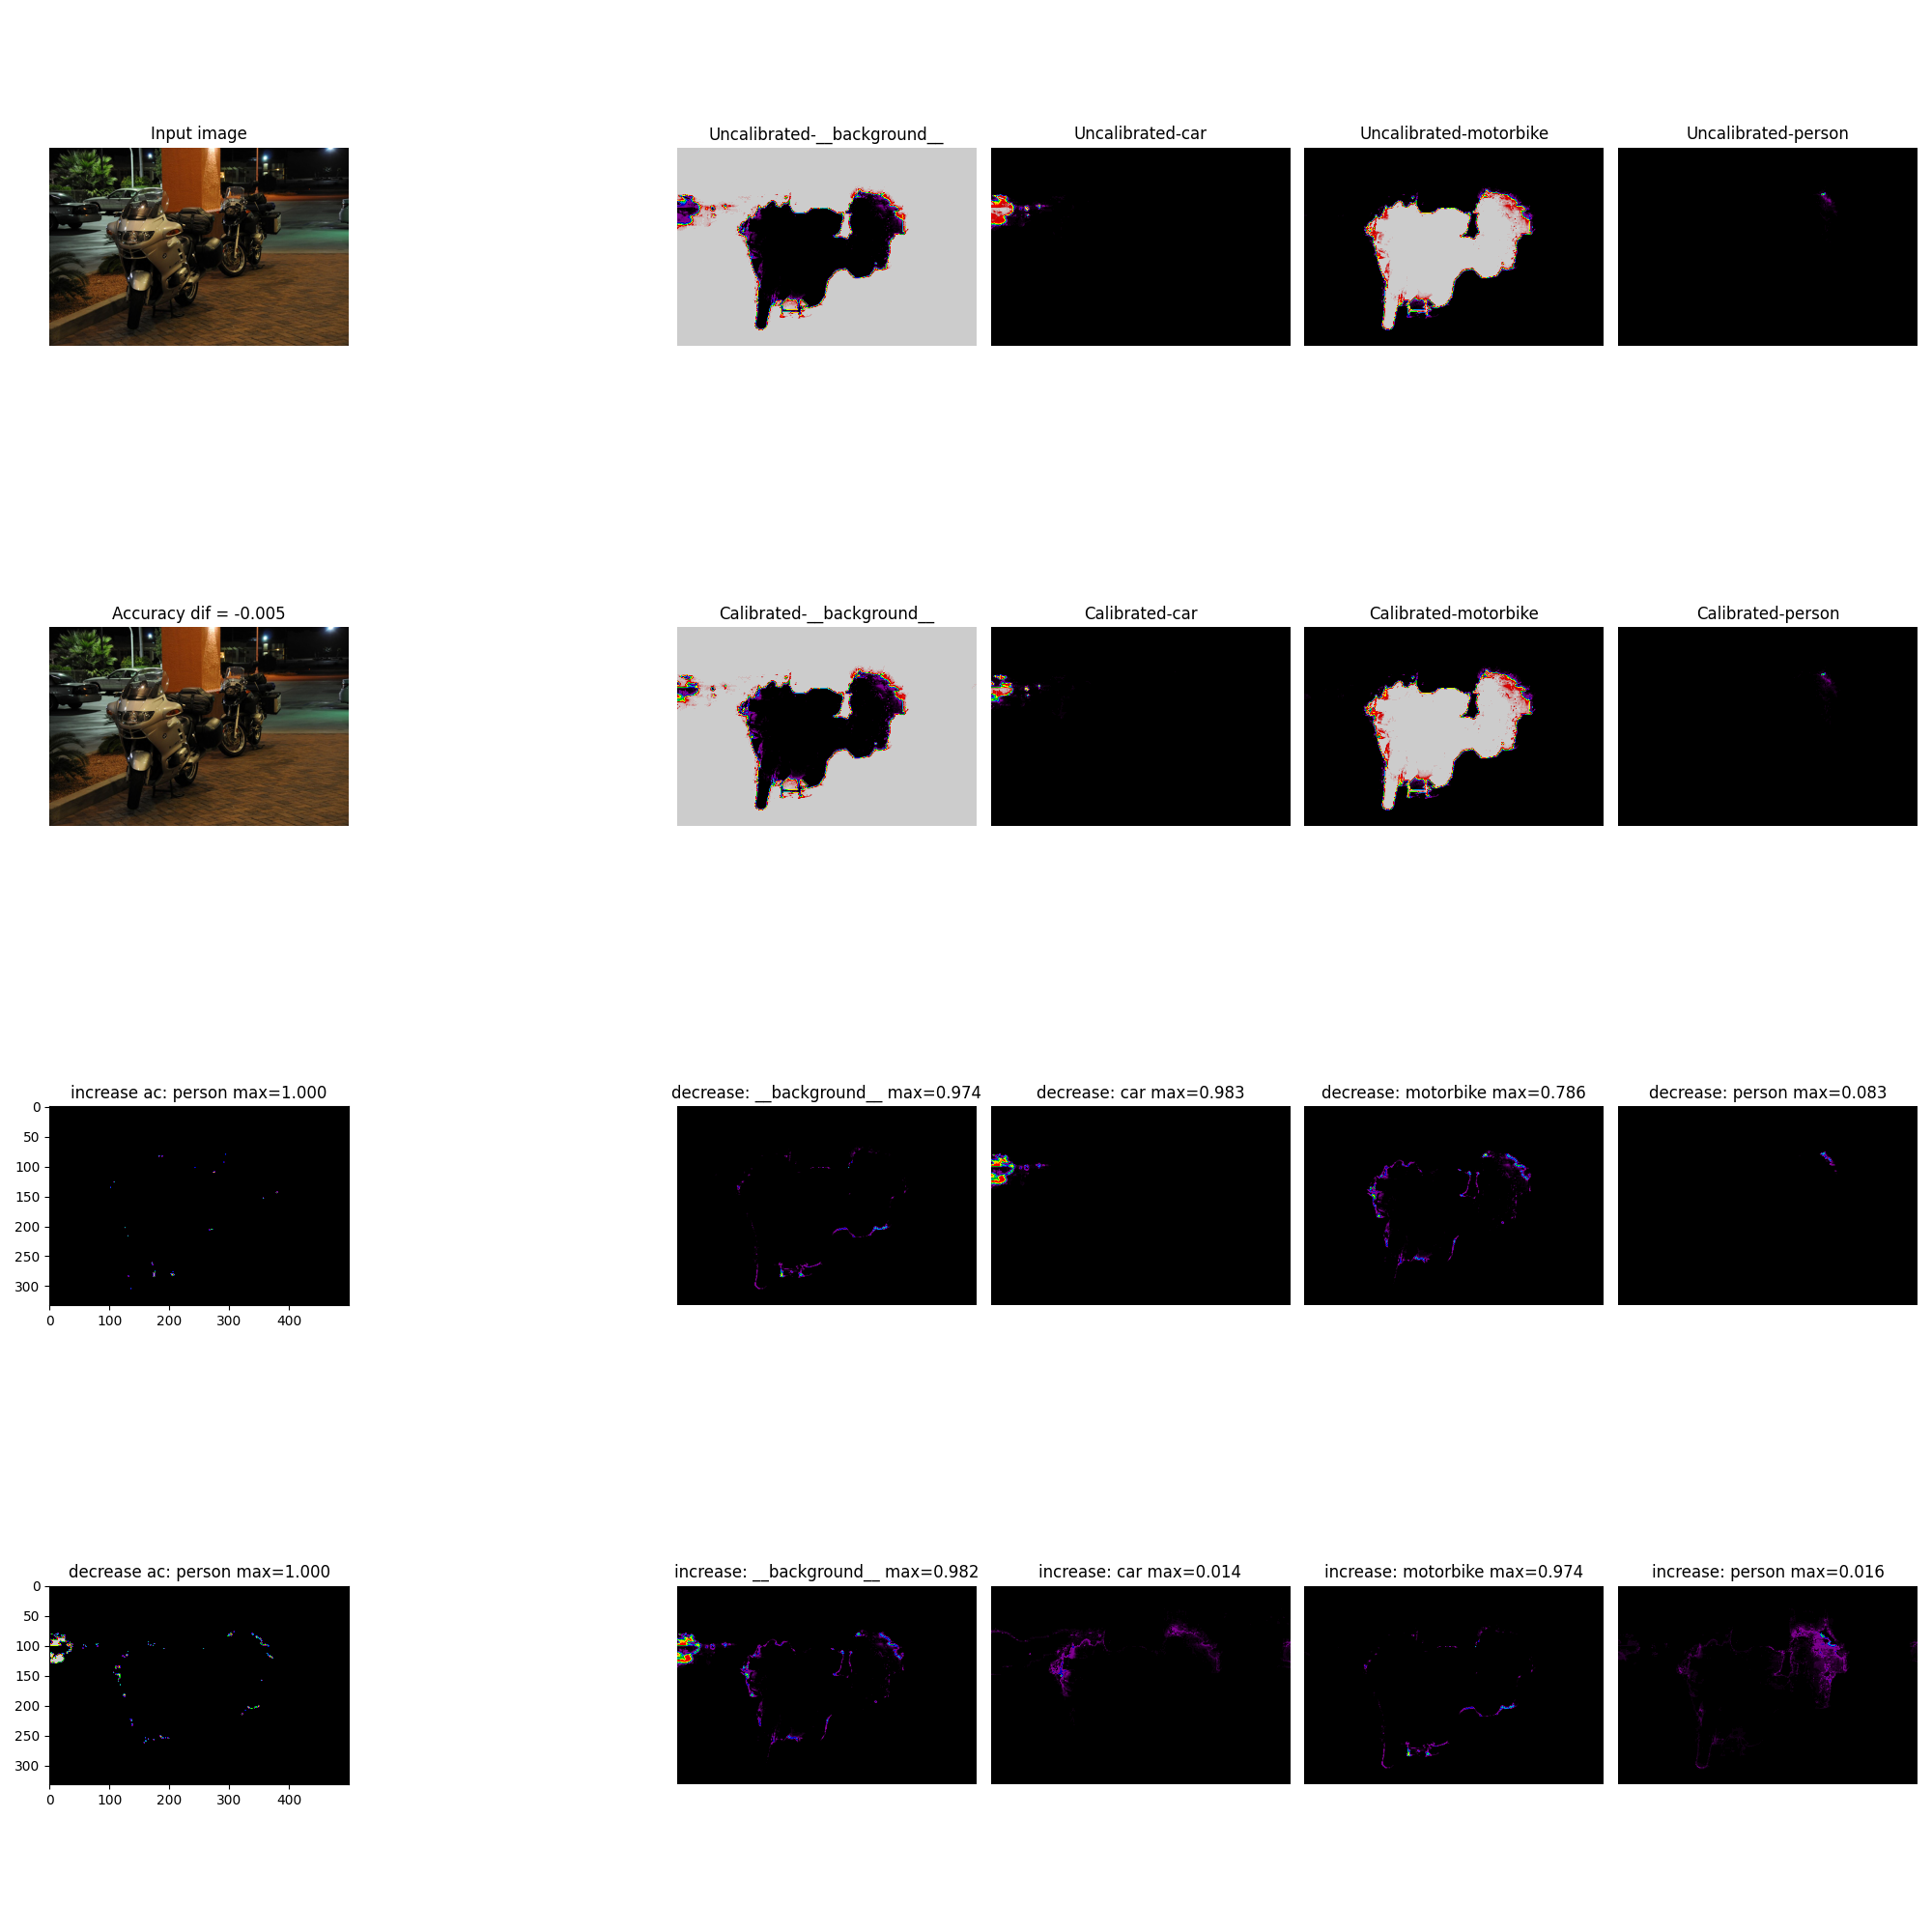 Input image
Uncalibrated-__background__
Uncalibrated-car
Uncalibrated-motorbike
Uncalibrated-person
Accuracy dif = -0.005
Calibrated-__background__
Calibrated-car
Calibrated-motorbike
Calibrated-person
increase ac: person max=1.000
decrease: __background__ max=0.974
decrease: car max=0.983
decrease: motorbike max=0.786
decrease: person max=0.083
0
50
100
150
200
250
300
0 100 200 300 400
decrease ac: person max=1.000
increase: __background__ max=0.982
increase: car max=0.014
increase: motorbike max=0.974
increase: person max=0.016
0
50
100
150
200
250
300
0 100 200 300 400